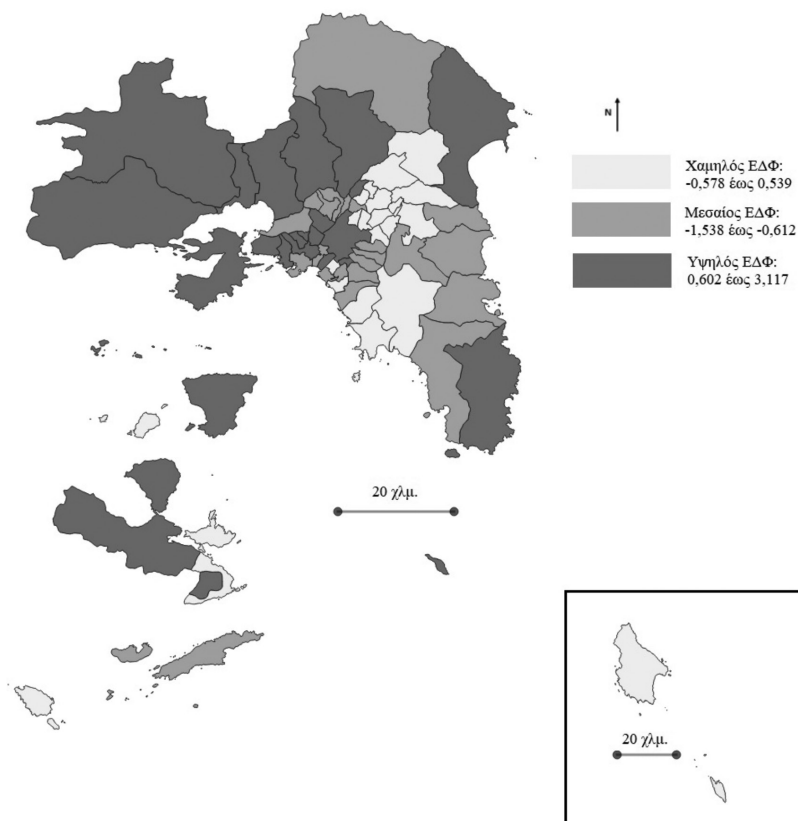 N
Χαμηλός ΕΔΦ:
-0,578 έως 0,539
Μεσαίος ΕΔΦ:
-1,538 έως -0,612
Υψηλός ΕΔΦ:
0,602 έως 3,117
20 χλμ.
20 χλμ.